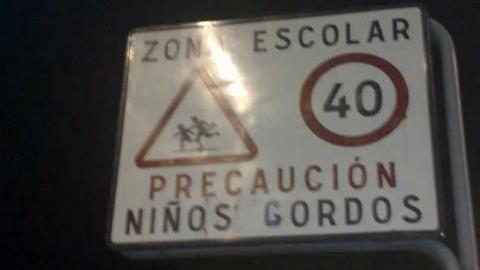 ZONA ESCOLAR
40
PRECAUCIÓN
NIÑOS GORDOS